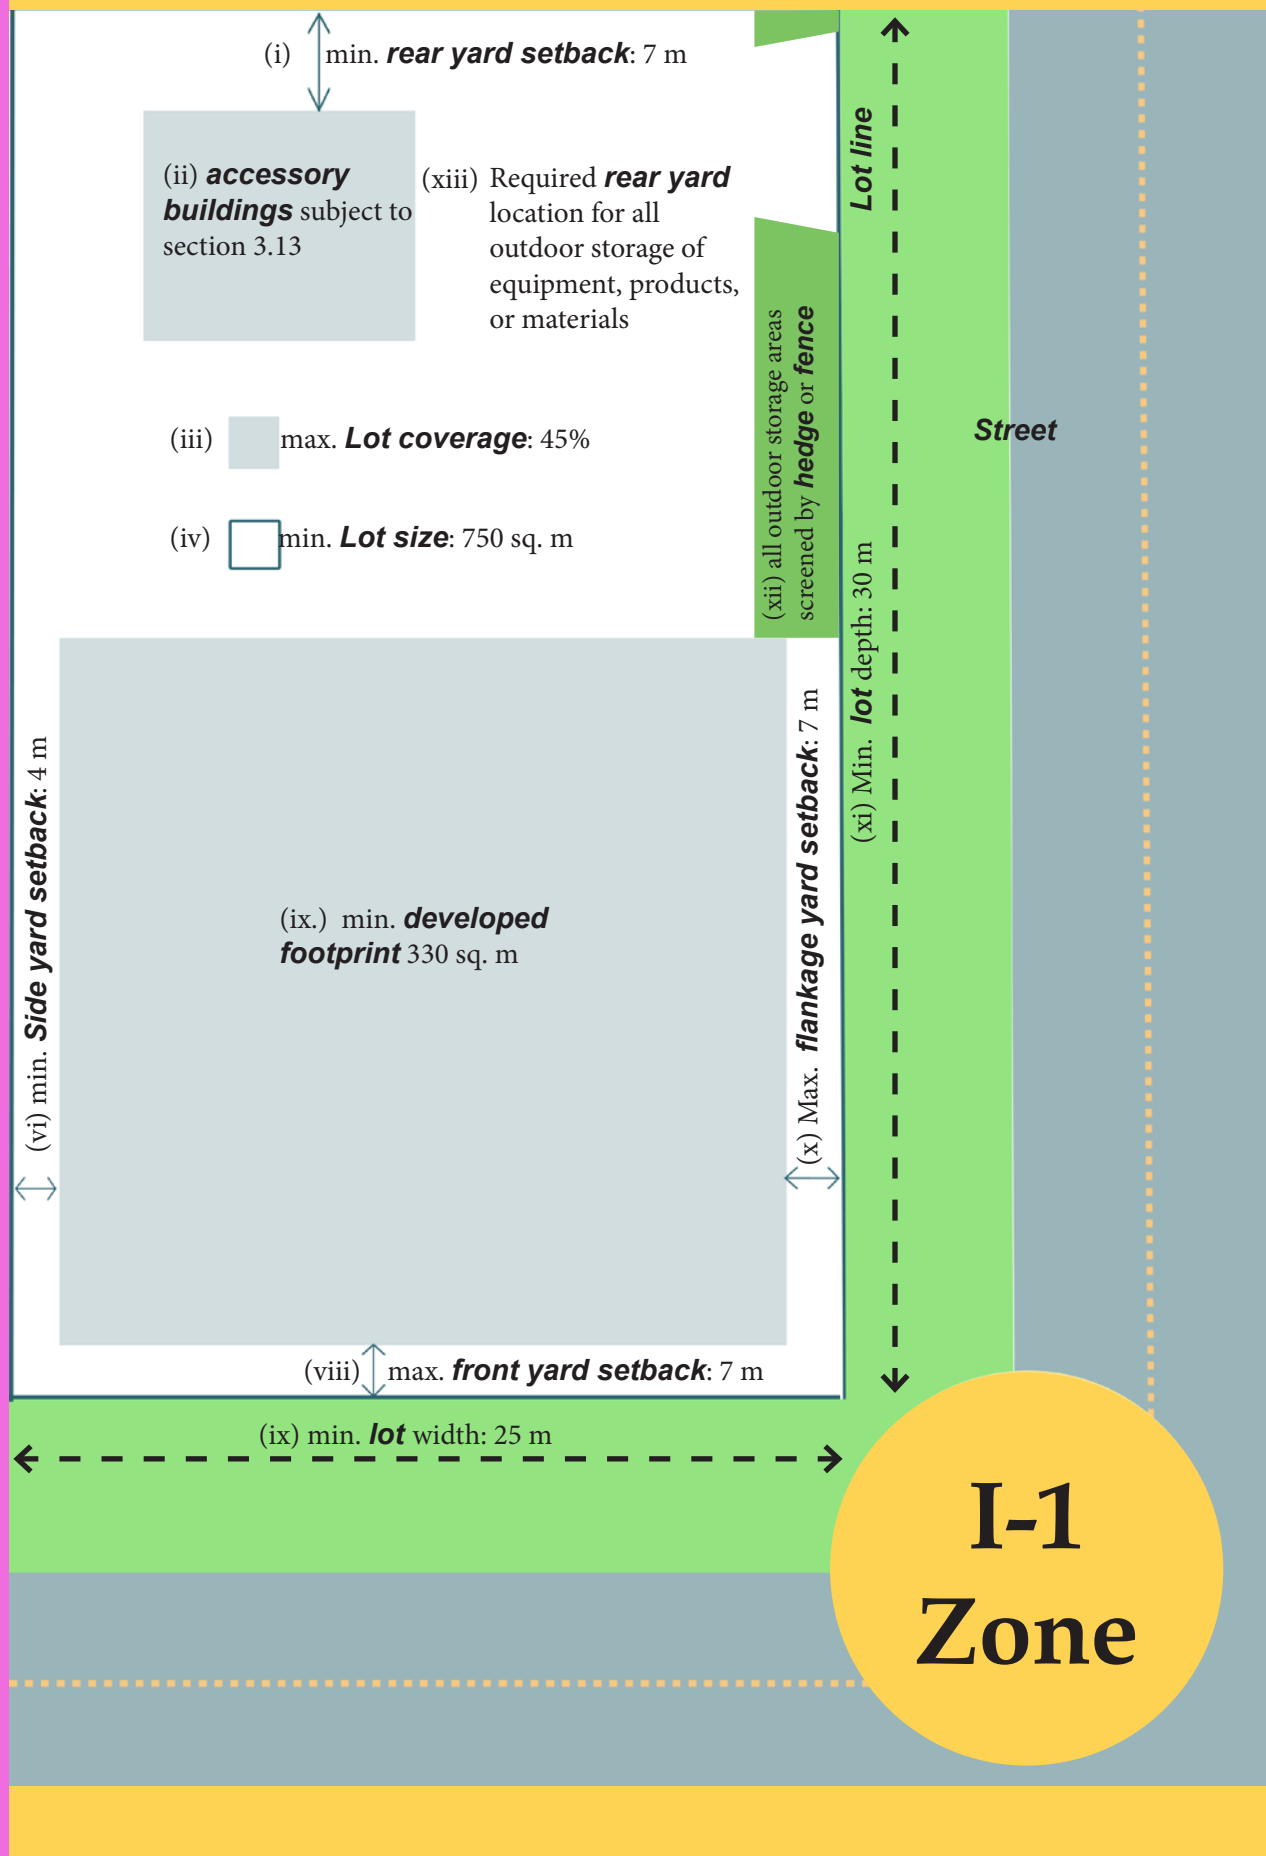 (i) min. rear yard setback: 7 m
(ii) accessory
buildings subject to
section 3.13
(xiii) Required rear yard
location for all
outdoor storage of
equipment, products,
or materials
Lot line
(iii) max. Lot coverage: 45%
(iv) min. Lot size: 750 sq. m
(xii) all outdoor storage areas
screened by hedge or fence
Street
(xi) Min. lot depth: 30 m
(vi) min. Side yard setback: 4 m
(ix.) min. developed
footprint 330 sq. m
(x) Max. flankage yard setback: 7 m
(viii) max. front yard setback: 7 m
(ix) min. lot width: 25 m
I-1
Zone